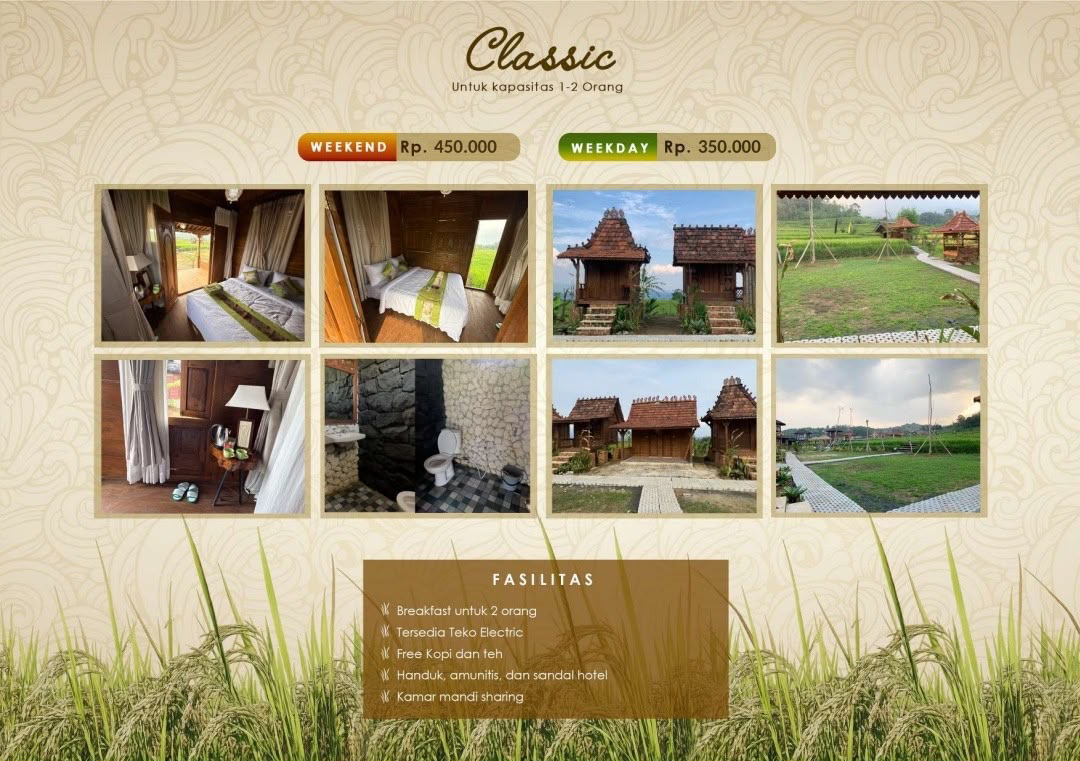 Classic
Untuk kapasitas 1-2 Orang
WEEKEND Rp. 450.000
WEEKDAY Rp. 350.000
FASILITAS
Breakfast untuk 2 orang
Tersedia Teko Electric
Free Kopi dan teh
Handuk, amunitis, dan sandal hotel
Kamar mandi sharing